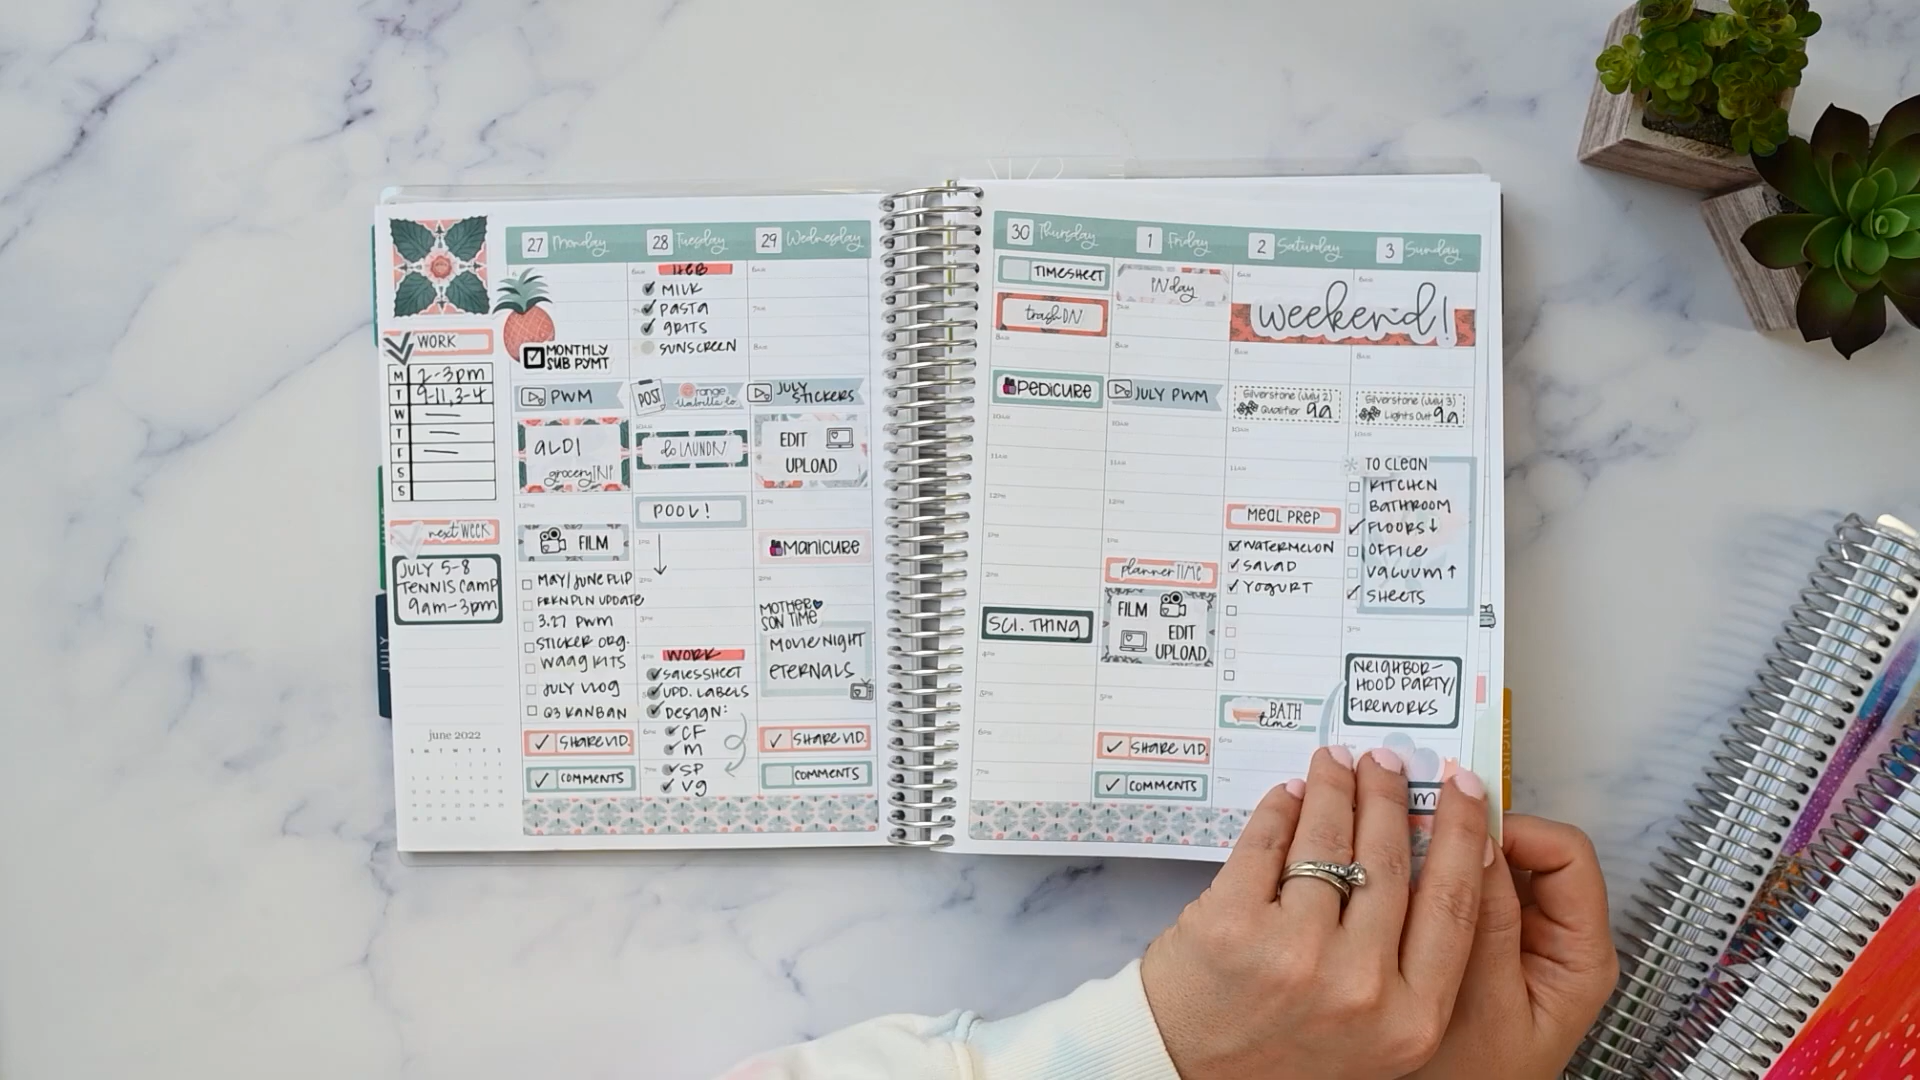 WORK
M 2-3pm
T 9-11, 3-4
W
T
F
S
S
next WEEK
JULY 5-8
TENNIS CAMP
9am-3pm
june 2022
27 Monday
MONTHLY
SUB PYMT
PWM
ALDI
grocery
FILM
MAY/JUNE FLIP
FRKNPLN UPDATE
3.27 PWM
STICKER ORG.
WAAG KITS
JULY VLOG
Q3 KANBAN
SHARE VID.
COMMENTS
28 Tuesday
HEB
MILK
PASTA
GRITS
SUNSCREEN
POST
do LAUNDRY
POOL!
WORK
SALESSHEET
UPD. LABELS
DESIGN:
CF
M
SP
VG
29 Wednesday
JULY
STICKERS
EDIT
UPLOAD
MANICURE
MOTHER
SON TIME
MOVIE NIGHT
ETERNALS
SHARE VID.
COMMENTS
30 Thursday
TIMESHEET
trash DAY
PEDICURE
SCI. THING
1 Friday
PAY day
JULY PWM
planner TIME
FILM
EDIT
UPLOAD
SHARE VID.
COMMENTS
2 Saturday
3 Sunday
weekend!
Silverstone (July 2)
Qualifier 9a
MEAL PREP
WATERMELON
SALAD
YOGURT
BATH
time
Silverstone (July 3)
Lights Out 9a
TO CLEAN
KITCHEN
BATHROOM
FLOORS ↓
OFFICE
VACUUM ↑
SHEETS
NEIGHBOR-
HOOD PARTY/
FIREWORKS
JULY
AUGUST